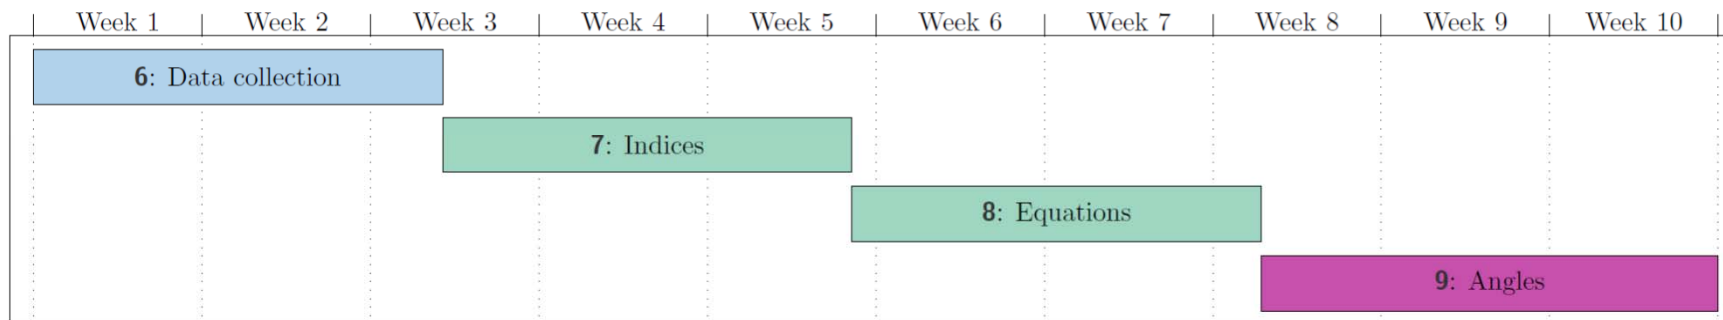 Week 1 Week 2 Week 3 Week 4 Week 5 Week 6 Week 7 Week 8 Week 9 Week 10
6: Data collection
7: Indices
8: Equations
9: Angles